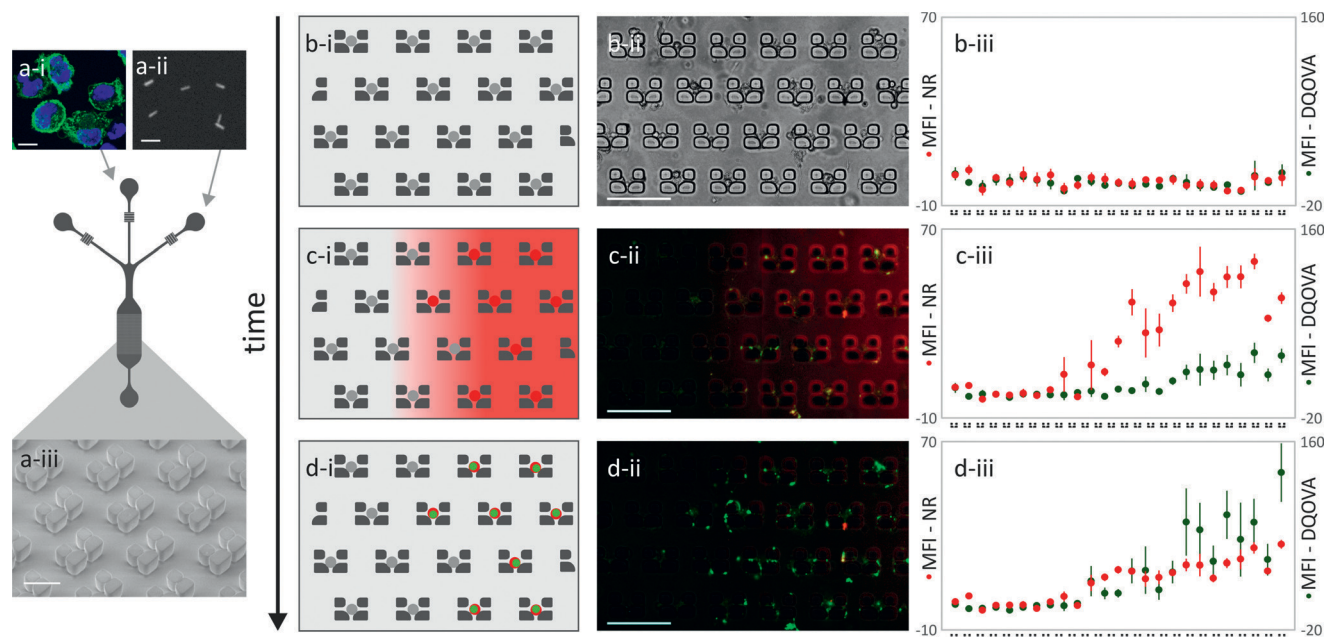 a-i
a-ii
a-iii
time
b-i
b-ii
b-iii
70
-10
160
-20
MFI - NR
MFI - DQOVA
c-i
c-ii
c-iii
70
-10
160
-20
MFI - NR
MFI - DQOVA
d-i
d-ii
d-iii
70
-10
160
-20
MFI - NR
MFI - DQOVA